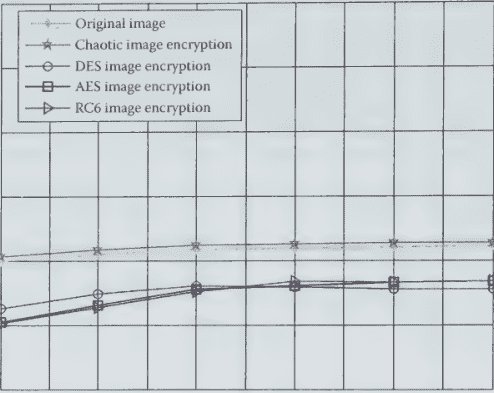 Original image
Chaotic image encryption
DES image encryption
AES image encryption
RC6 image encryption